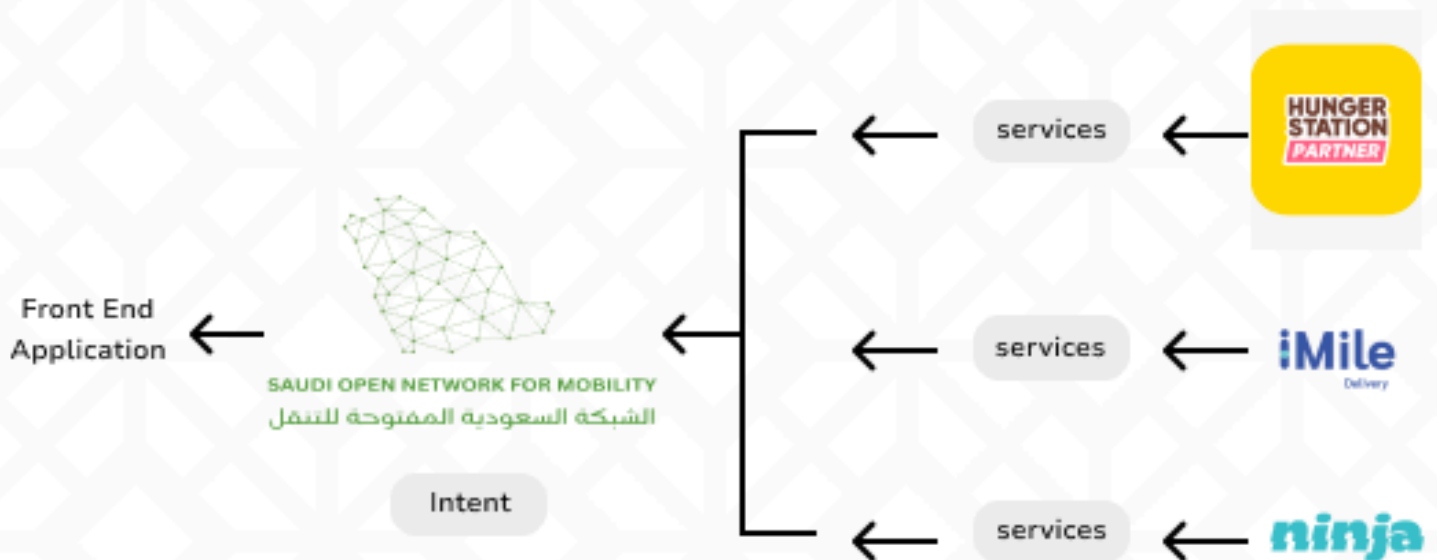 HUNGER
STATION
PARTNER
services
Front End
Application
SAUDI OPEN NETWORK FOR MOBILITY
الشبكة السعودية المفتوحة للتنقل
Intent
services
iMile
Delivery
services
ninja